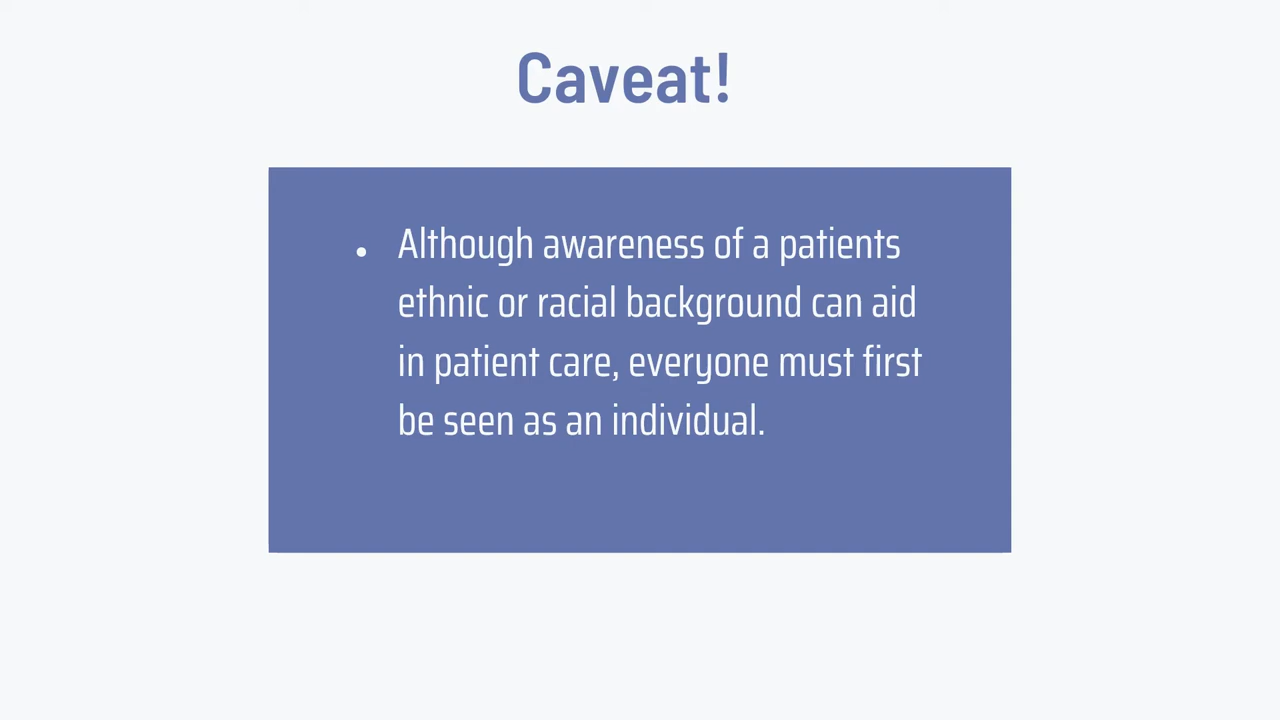 Caveat!
• Although awareness of a patients
ethnic or racial background can aid
in patient care, everyone must first
be seen as an individual.